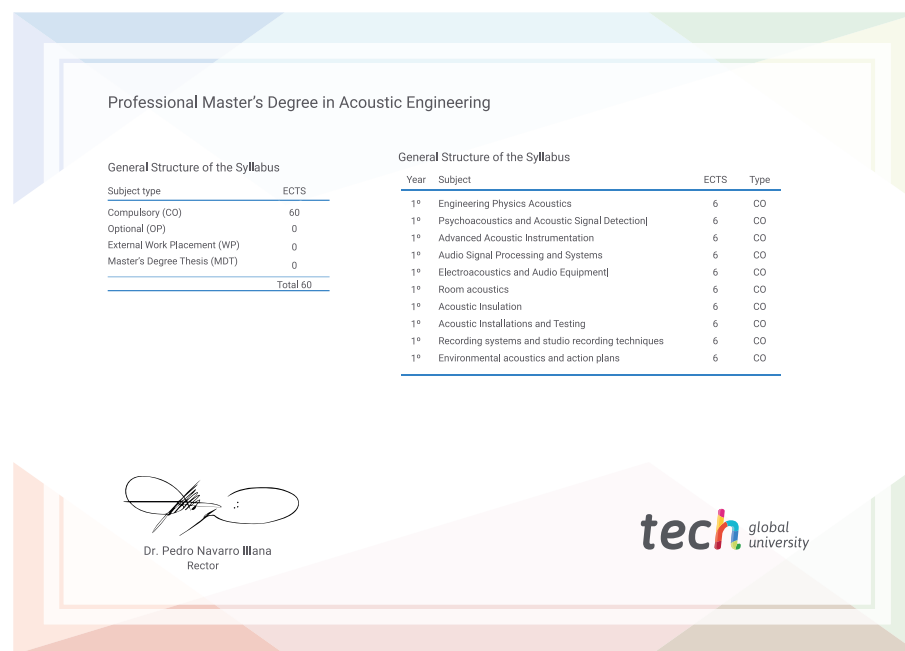 Professional Master's Degree in Acoustic Engineering
General Structure of the Syllabus
Subject type ECTS
Compulsory (CO) 60
Optional (OP) 0
External Work Placement (WP) 0
Master's Degree Thesis (MDT) 0
Total 60
General Structure of the Syllabus
Year Subject ECTS Type
1º Engineering Physics Acoustics 6 CO
1º Psychoacoustics and Acoustic Signal Detection| 6 CO
1º Advanced Acoustic Instrumentation 6 CO
1º Audio Signal Processing and Systems 6 CO
1º Electroacoustics and Audio Equipment| 6 CO
1º Room acoustics 6 CO
1º Acoustic Insulation 6 CO
1º Acoustic Installations and Testing 6 CO
1º Recording systems and studio recording techniques 6 CO
1º Environmental acoustics and action plans 6 CO
Dr. Pedro Navarro Illana
Rector
tech global
university